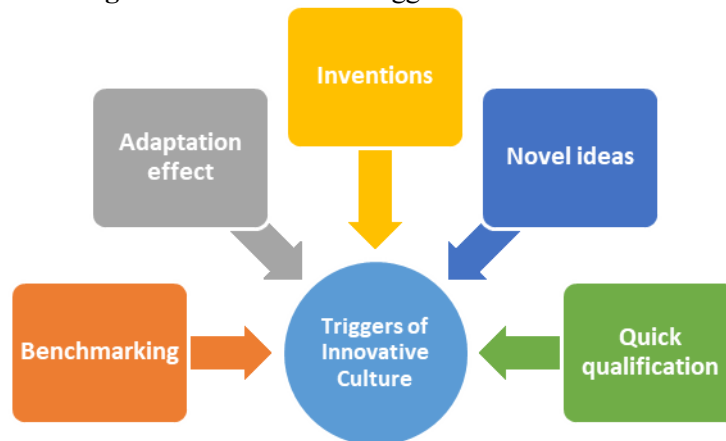 Inventions
Adaptation
effect
Novel ideas
Benchmarking
Triggers of
Innovative
Culture
Quick
qualification